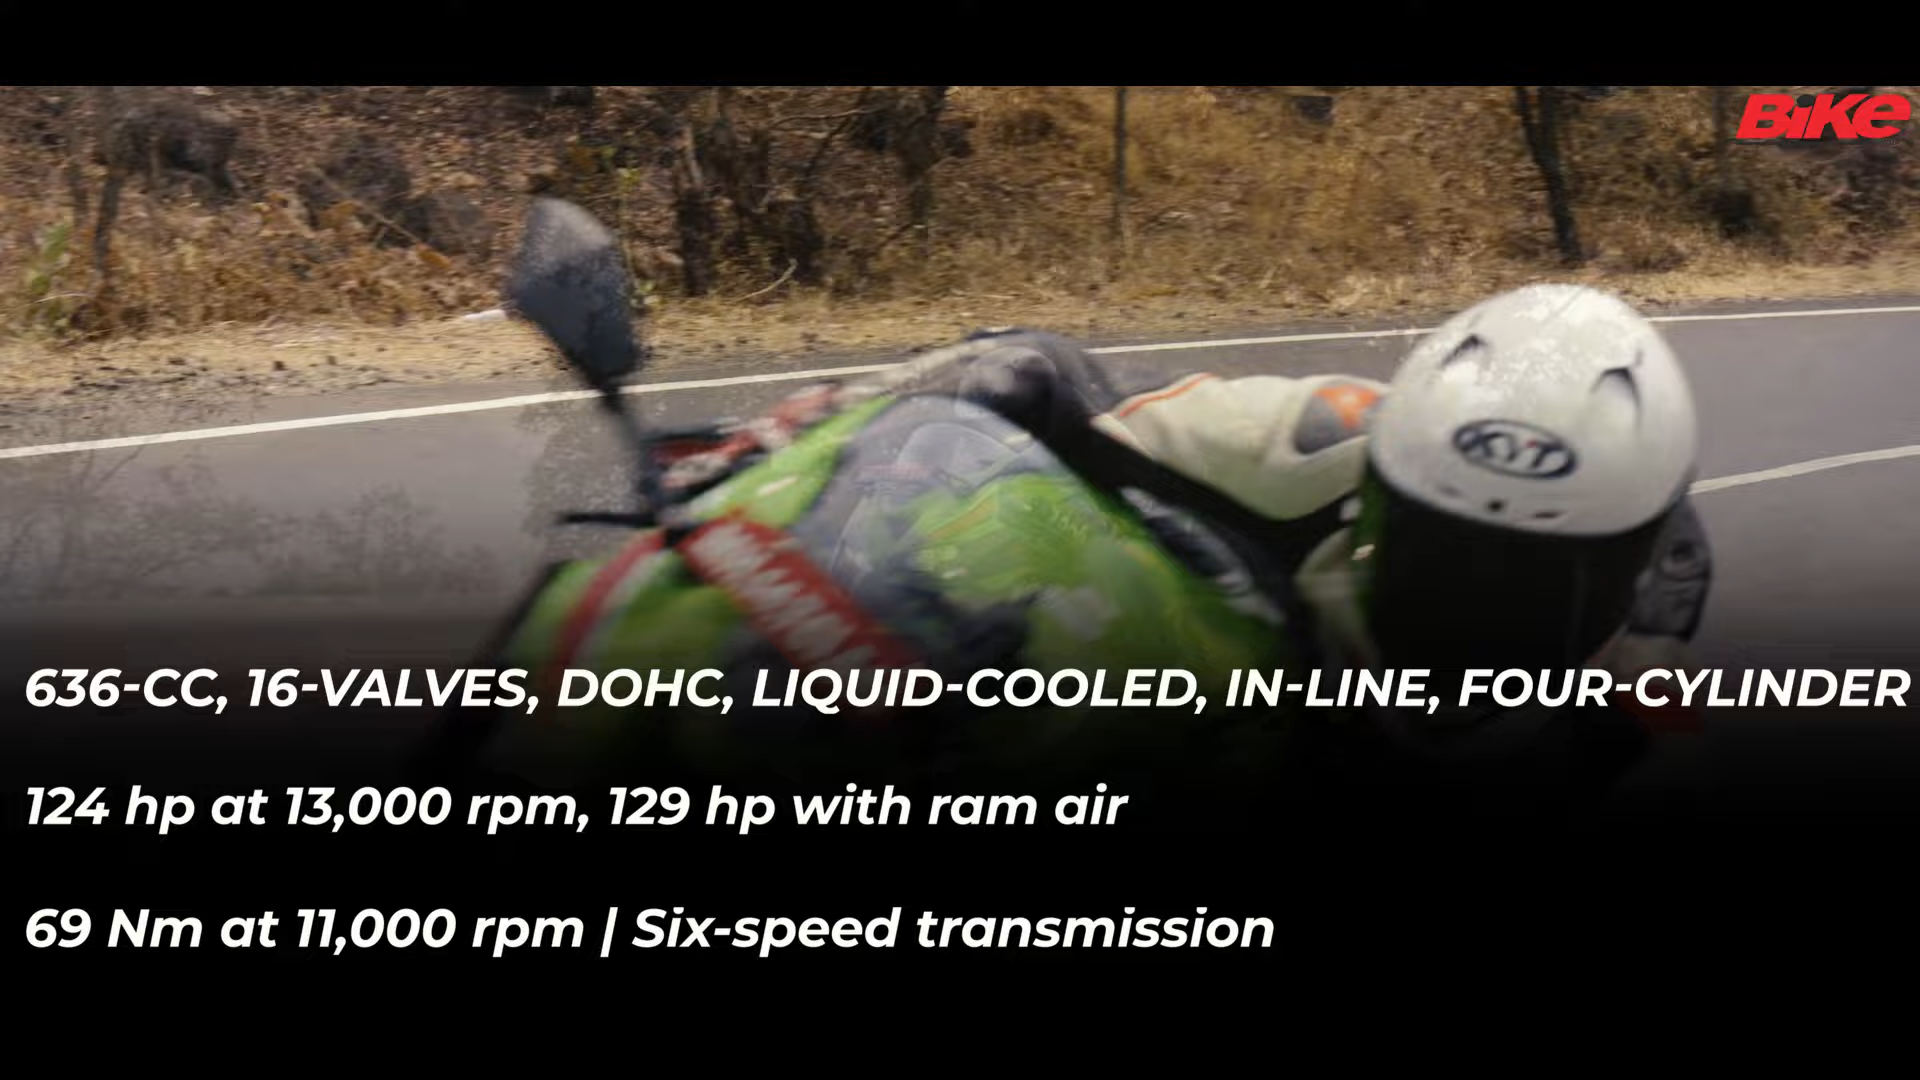 BiKe
KYT
636-CC, 16-VALVES, DOHC, LIQUID-COOLED, IN-LINE, FOUR-CYLINDER
124 hp at 13,000 rpm, 129 hp with ram air
69 Nm at 11,000 rpm | Six-speed transmission